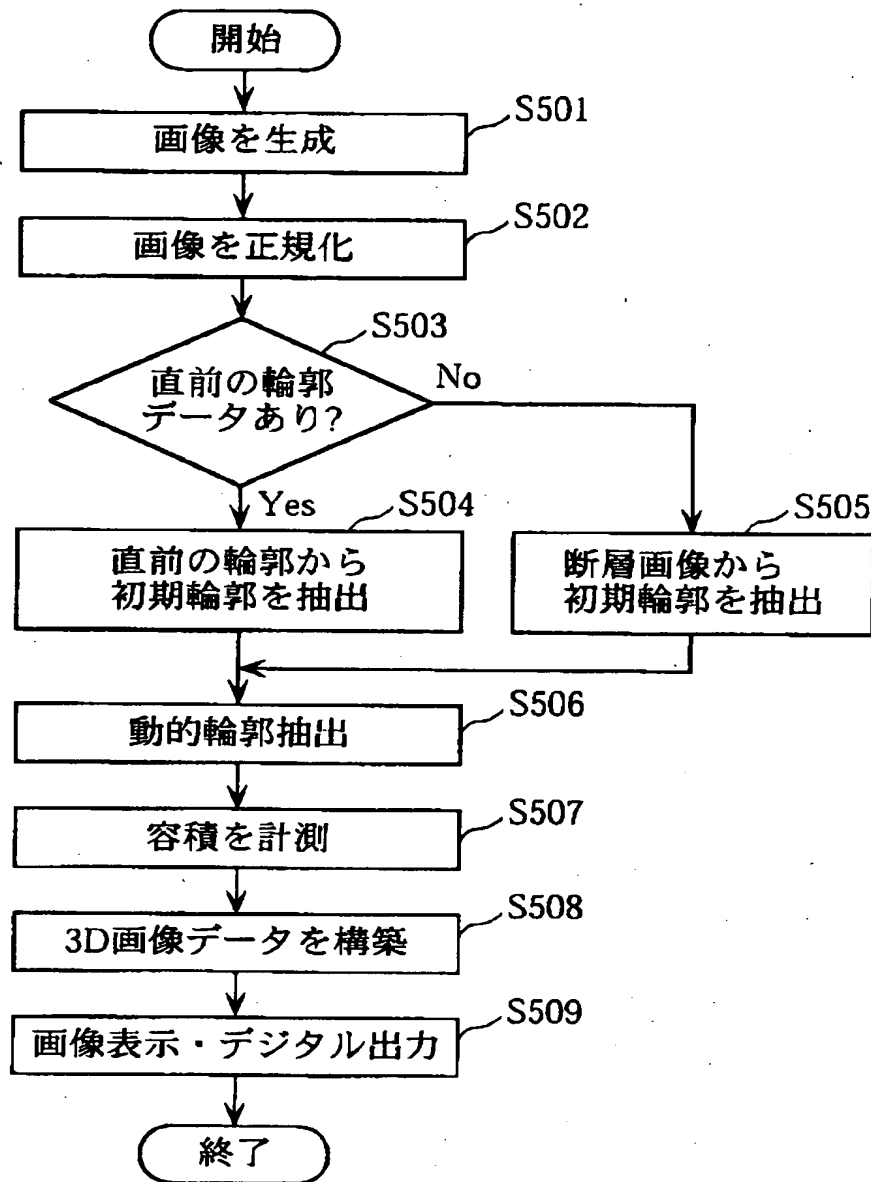 開始
S501
画像を生成
S502
画像を正規化
S503
直前の輪郭
データあり?
No
Yes
S504
直前の輪郭から
初期輪郭を抽出
S505
断層画像から
初期輪郭を抽出
S506
動的輪郭抽出
S507
容積を計測
S508
3D画像データを構築
S509
画像表示・デジタル出力
終了